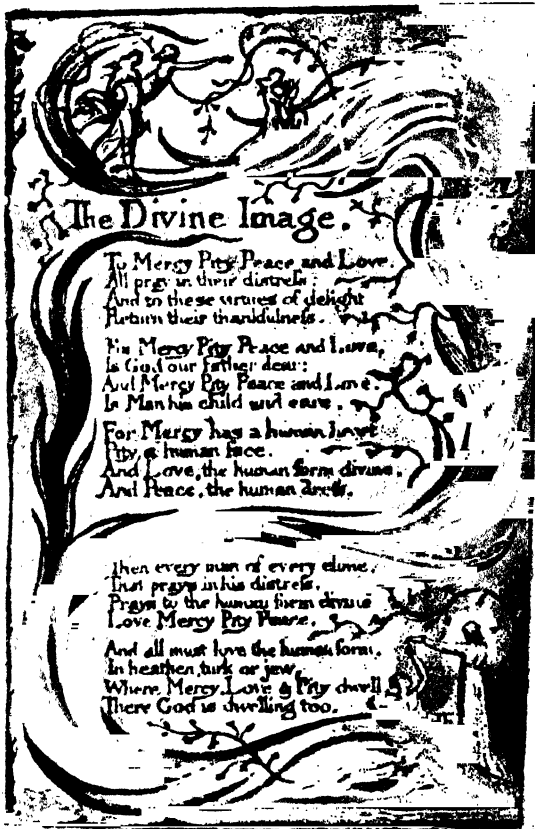 The Divine Image.
To Mercy Pity Peace and Love,
All pray in their distress:
And to these virtues of delight
Return their thankfulness.
For Mercy Pity Peace and Love,
Is God our father dear:
And Mercy Pity Peace and Love,
Is Man his child and care.
For Mercy has a human heart
Pity, a human face.
And Love, the human form divine.
And Peace, the human dress.
Then every man of every clime,
That prays in his distress,
Prays to the human form divine
Love Mercy Pity Peace.
And all must love the human form,
In heathen, turk or jew.
Where Mercy, Love & Pity dwell,
There God is dwelling too.